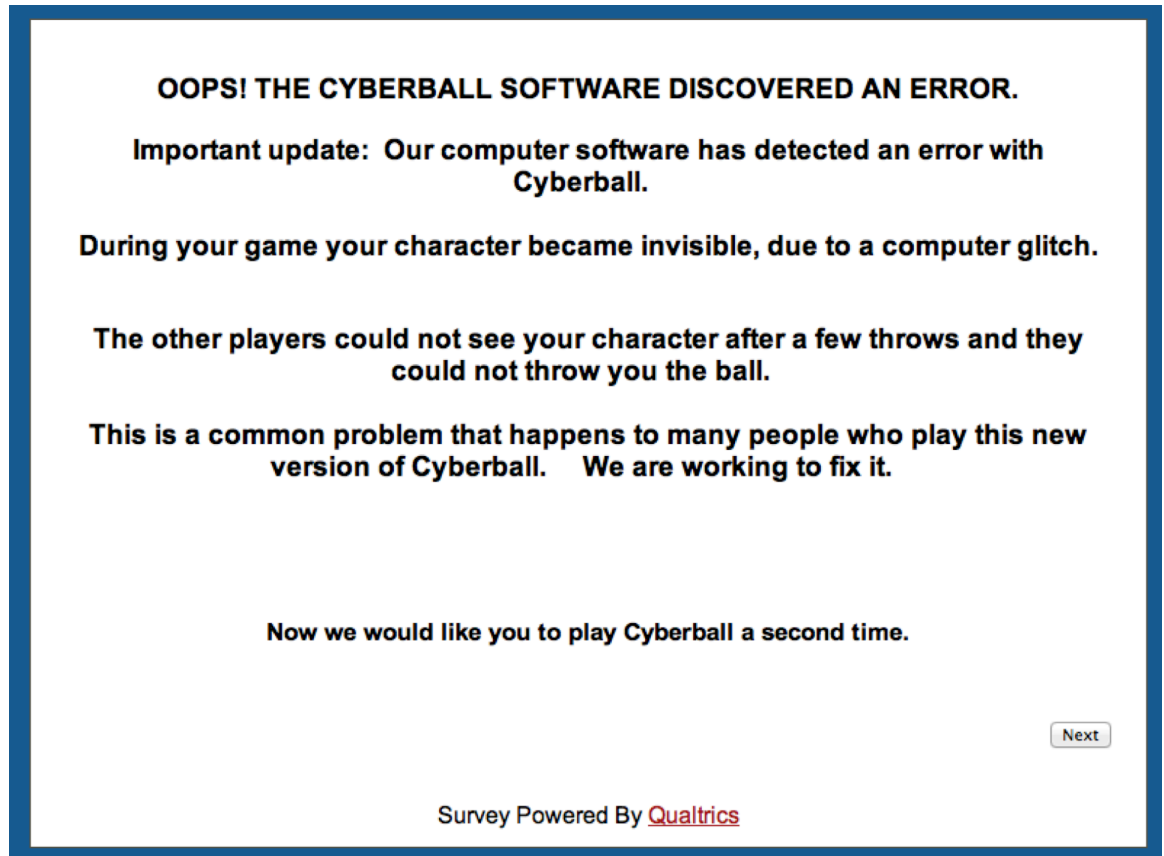 OOPS! THE CYBERBALL SOFTWARE DISCOVERED AN ERROR.
Important update: Our computer software has detected an error with
Cyberball.
During your game your character became invisible, due to a computer glitch.
The other players could not see your character after a few throws and they
could not throw you the ball.
This is a common problem that happens to many people who play this new
version of Cyberball. We are working to fix it.
Now we would like you to play Cyberball a second time.
Next
Survey Powered By Qualtrics